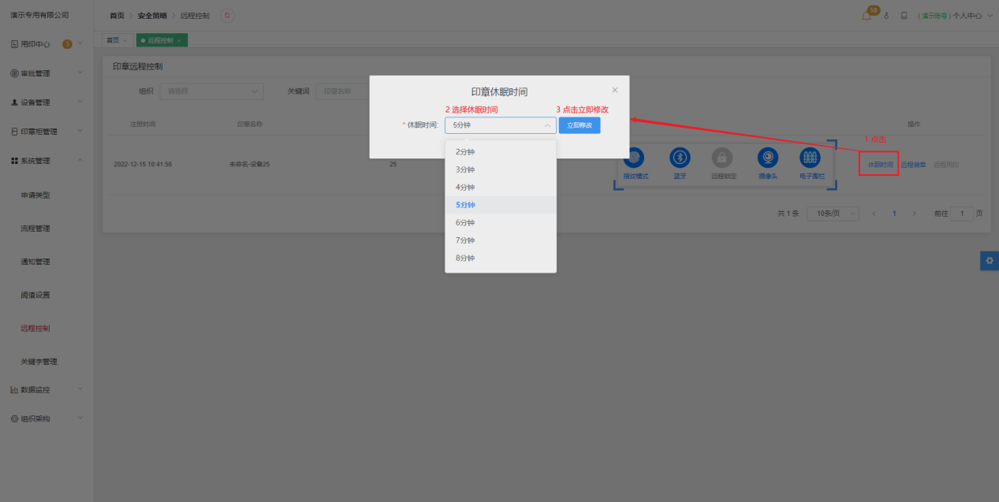 演示专用有限公司
首页 安全策略 远程控制
58
(演示账号) 个人中心
用印中心 3
审批管理
设备管理
印章柜管理
系统管理
申请类型
流程管理
通知管理
阈值设置
远程控制
关键字管理
数据监控
组织架构
首页 ×
远程控制 ×
印章远程控制
组织 请选择
关键词 印章名称
注册时间 印章名称
操作
2022-12-15 10:41:56 未命名-设备25 25
指纹模式 蓝牙 远程锁定 摄像头 电子围栏
1 点击
休眠时间 远程锁章 远程用印
共 1 条 10条/页 < 1 > 前往 1 页
印章休眠时间 ×
2 选择休眠时间 3 点击立即修改
* 休眠时间: 5分钟 立即修改
2分钟
3分钟
4分钟
5分钟
6分钟
7分钟
8分钟